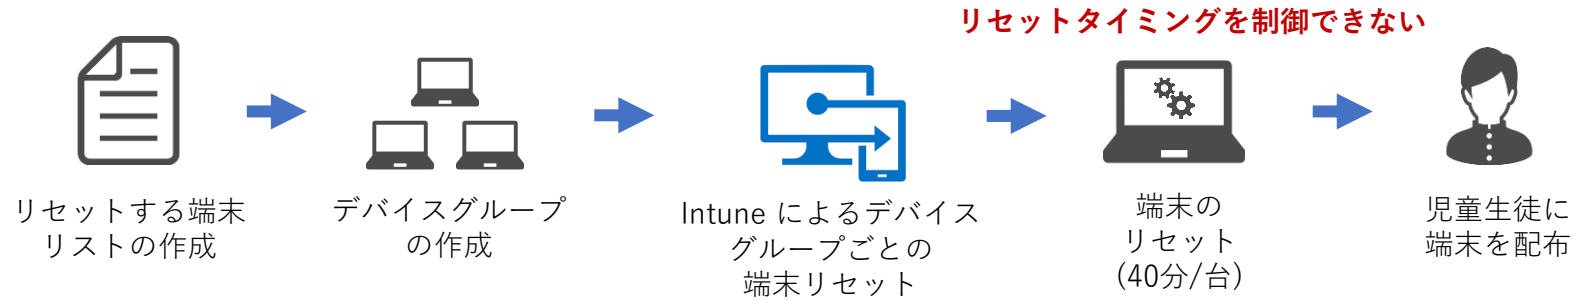 リセットタイミングを制御できない
リセットする端末
リストの作成
デバイスグループ
の作成
Intune によるデバイス
グループごとの
端末リセット
端末の
リセット
(40分/台)
児童生徒に
端末を配布